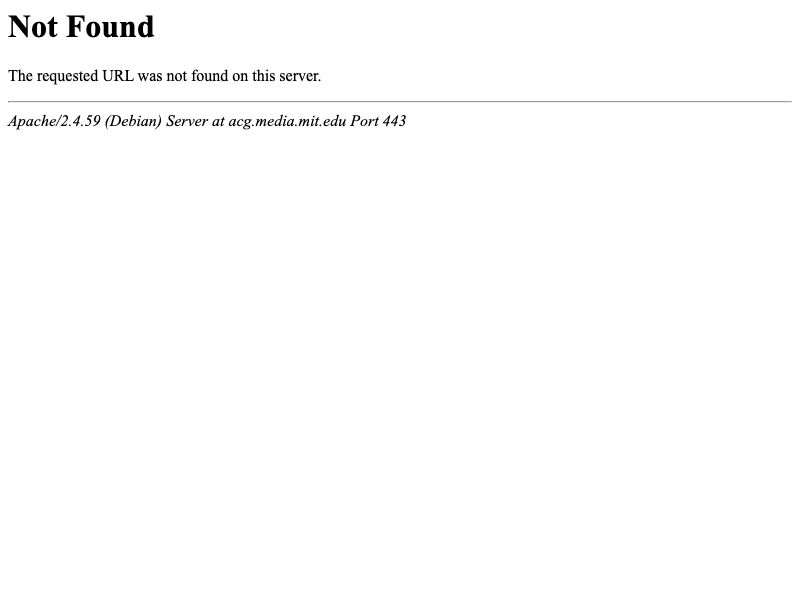 Not Found
The requested URL was not found on this server.
Apache/2.4.59 (Debian) Server at acg.media.mit.edu Port 443